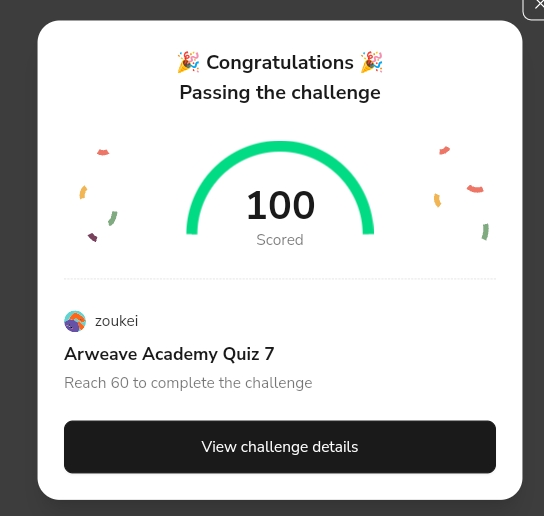 🎉 Congratulations 🎉
Passing the challenge
100
Scored
zoukei
Arweave Academy Quiz 7
Reach 60 to complete the challenge
View challenge details